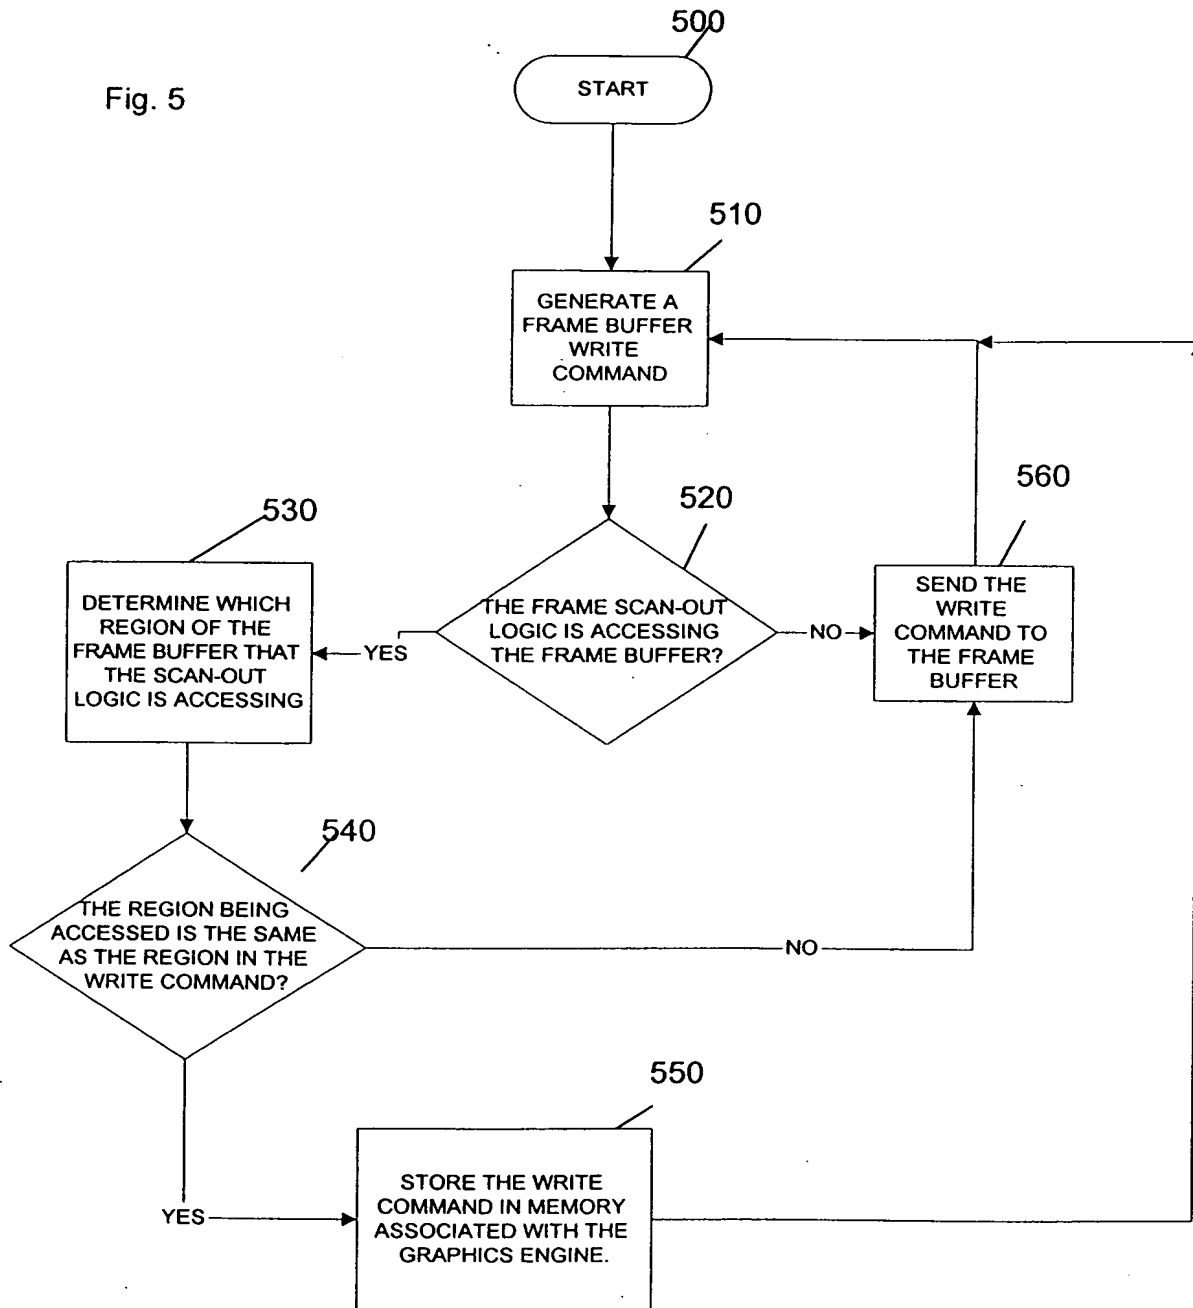 500
Fig. 5
START
510
GENERATE A
FRAME BUFFER
WRITE
COMMAND
520
530
560
THE FRAME SCAN-OUT
LOGIC IS ACCESSING
THE FRAME BUFFER?
NO
YES
DETERMINE WHICH
REGION OF THE
FRAME BUFFER THAT
THE SCAN-OUT
LOGIC IS ACCESSING
SEND THE
WRITE
COMMAND TO
THE FRAME
BUFFER
540
THE REGION BEING
ACCESSED IS THE SAME
AS THE REGION IN THE
WRITE COMMAND?
NO
YES
550
STORE THE WRITE
COMMAND IN MEMORY
ASSOCIATED WITH THE
GRAPHICS ENGINE.